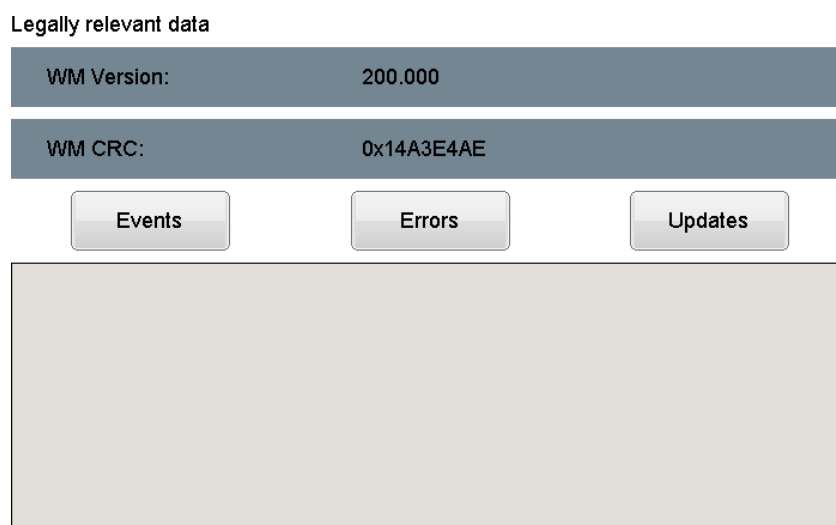 Legally relevant data
WM Version: 200.000
WM CRC: 0x14A3E4AE
Events Errors Updates